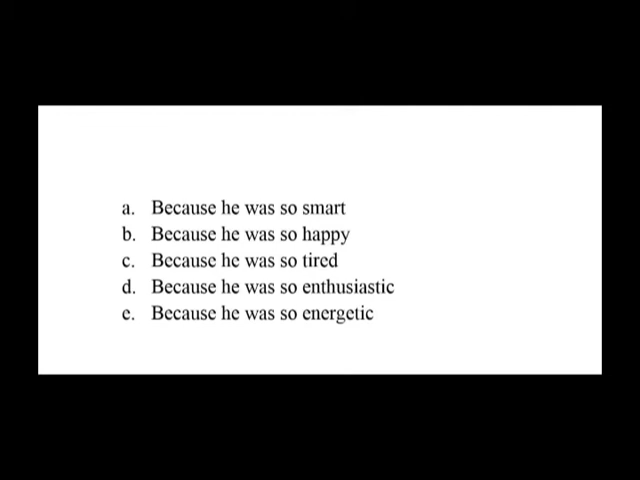 a. Because he was so smart
b. Because he was so happy
c. Because he was so tired
d. Because he was so enthusiastic
e. Because he was so energetic